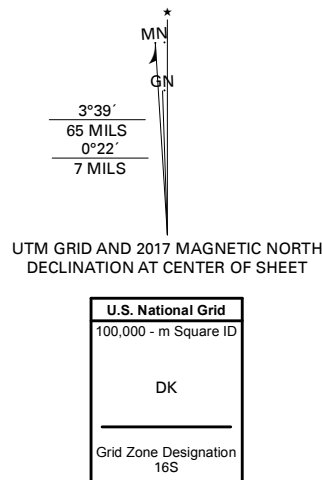 ★
MN
GN
3°39´
65 MILS
0°22´
7 MILS
UTM GRID AND 2017 MAGNETIC NORTH
DECLINATION AT CENTER OF SHEET
U.S. National Grid
100,000 - m Square ID
DK
Grid Zone Designation
16S